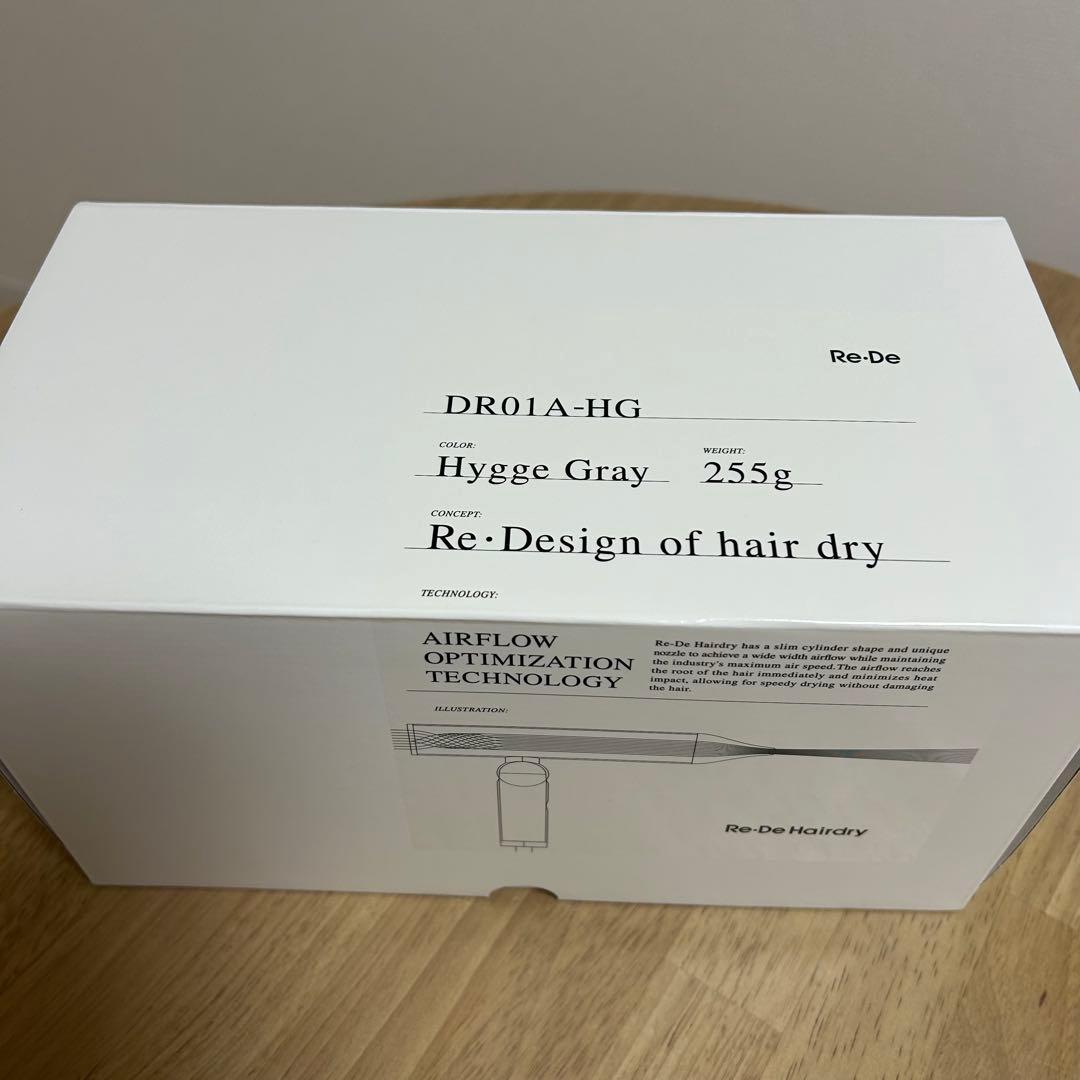 Re·De
DR01A-HG
COLOR:
Hygge Gray
WEIGHT:
255g
CONCEPT:
Re·Design of hair dry
TECHNOLOGY:
AIRFLOW
OPTIMIZATION
TECHNOLOGY
Re·De Hairdry has a slim cylinder shape and unique
nozzle to achieve a wide width airflow while maintaining
the industry's maximum air speed. The airflow reaches
the root of the hair immediately and minimizes heat
impact, allowing for speedy drying without damaging
the hair.
ILLUSTRATION:
Re·De Hairdry